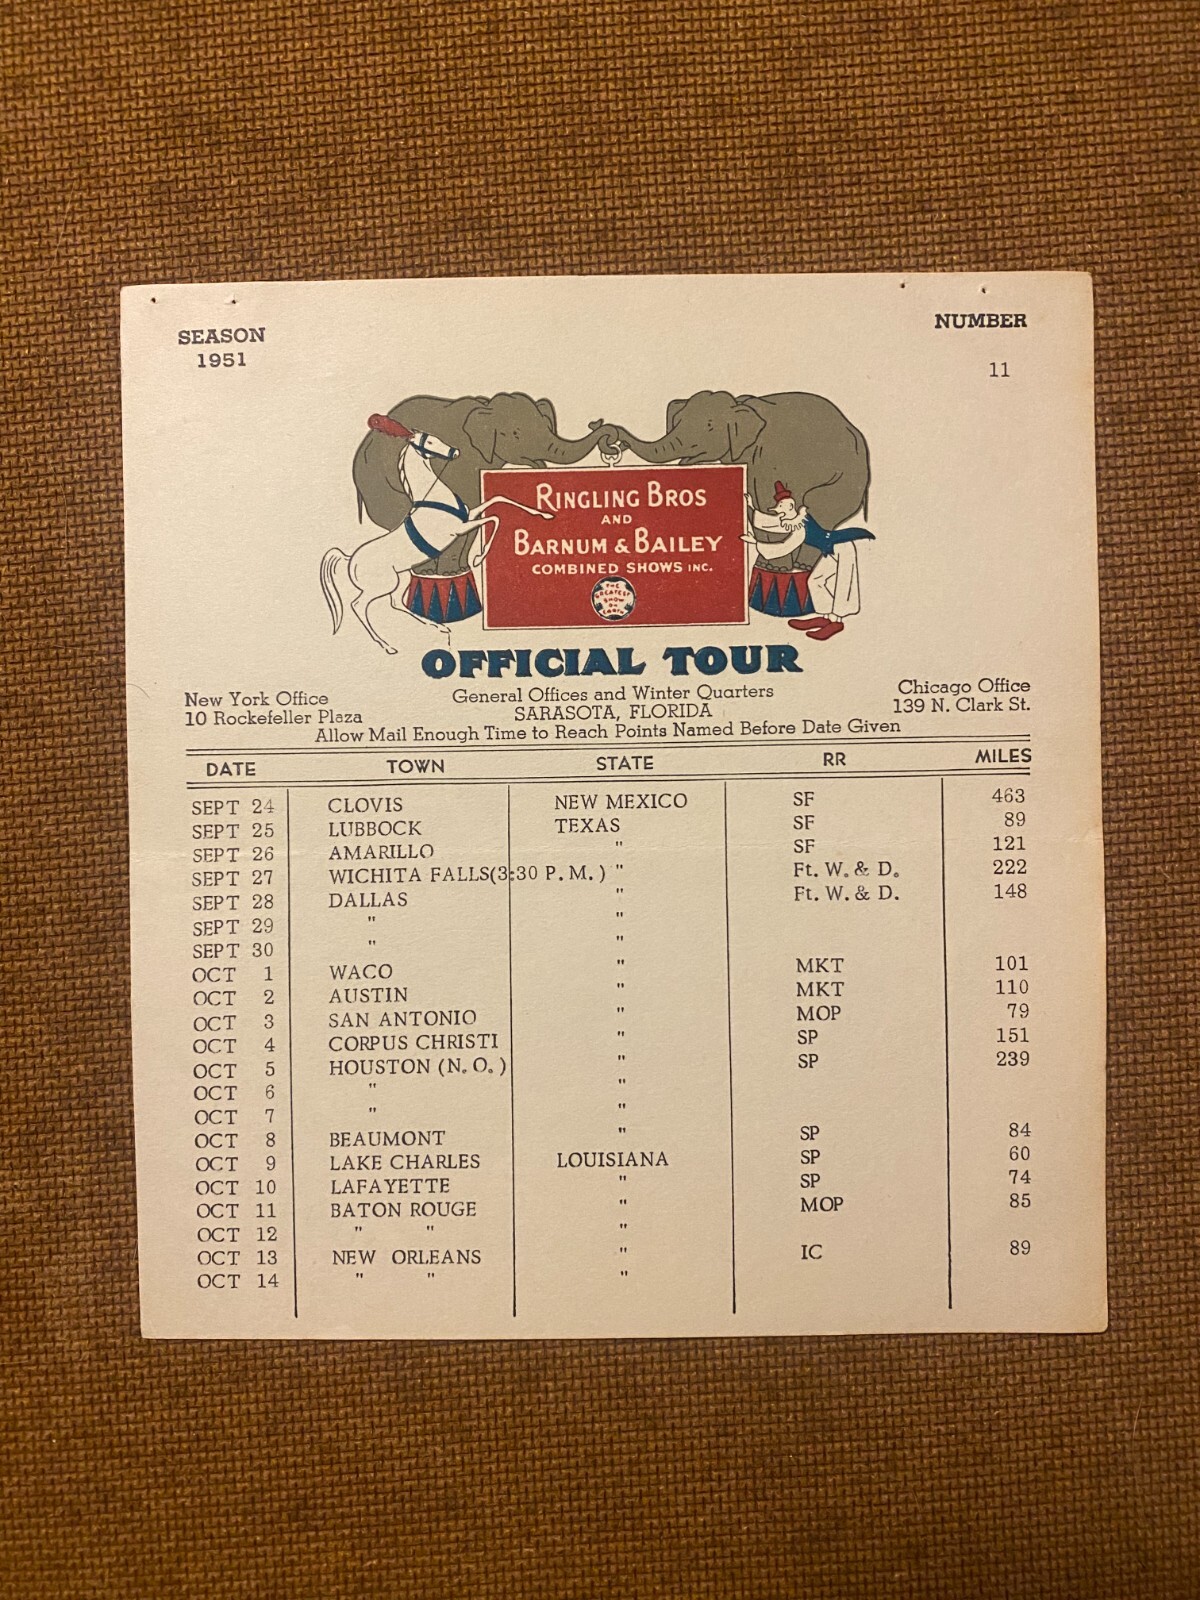 SEASON NUMBER
1951 11
RINGLING BROS
AND
BARNUM & BAILEY
COMBINED SHOWS INC.
THE
GREATEST
SHOW
ON
EARTH
OFFICIAL TOUR
New York Office General Offices and Winter Quarters Chicago Office
10 Rockefeller Plaza SARASOTA, FLORIDA 139 N. Clark St.
Allow Mail Enough Time to Reach Points Named Before Date Given
DATE TOWN STATE RR MILES
SEPT 24 CLOVIS NEW MEXICO SF 463
SEPT 25 LUBBOCK TEXAS SF 89
SEPT 26 AMARILLO " SF 121
SEPT 27 WICHITA FALLS(3:30 P. M. ) " Ft. W. & D. 222
SEPT 28 DALLAS " Ft. W. & D. 148
SEPT 29 " "
SEPT 30 " "
OCT 1 WACO " MKT 101
OCT 2 AUSTIN " MKT 110
OCT 3 SAN ANTONIO " MOP 79
OCT 4 CORPUS CHRISTI " SP 151
OCT 5 HOUSTON (N. O. ) " SP 239
OCT 6 " "
OCT 7 " "
OCT 8 BEAUMONT " SP 84
OCT 9 LAKE CHARLES LOUISIANA SP 60
OCT 10 LAFAYETTE " SP 74
OCT 11 BATON ROUGE " MOP 85
OCT 12 " " "
OCT 13 NEW ORLEANS " IC 89
OCT 14 " " "